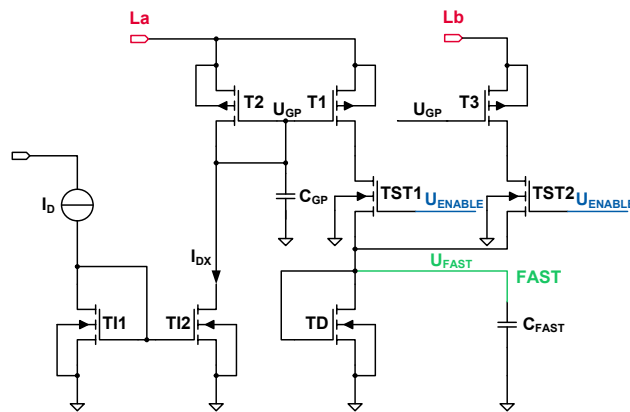 La
Lb
T2
T1
T3
UGP
UGP
CGP
TST1
TST2
UENABLE
UENABLE
ID
IDX
UFAST
FAST
TI1
TI2
TD
CFAST